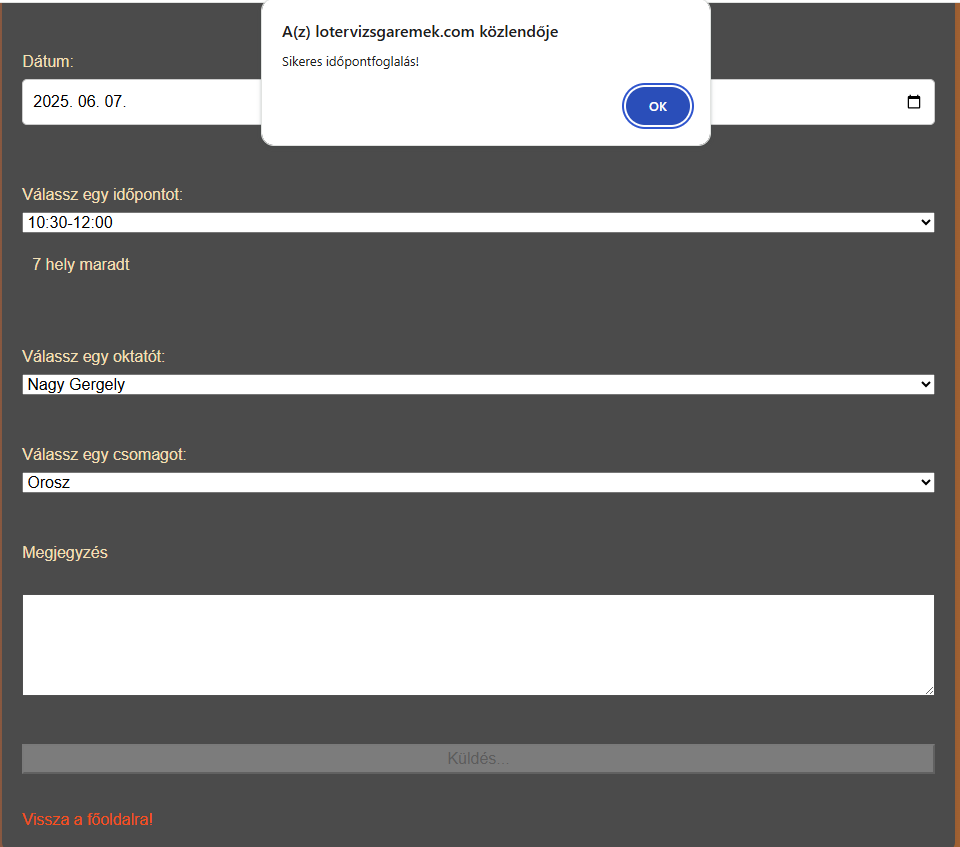 A(z) lotervizsgaremek.com közlendője
Sikeres időpontfoglalás!
OK
Dátum:
2025. 06. 07.
Válassz egy időpontot:
10:30-12:00
7 hely maradt
Válassz egy oktatót:
Nagy Gergely
Válassz egy csomagot:
Orosz
Megjegyzés
Küldés...
Vissza a főoldalra!